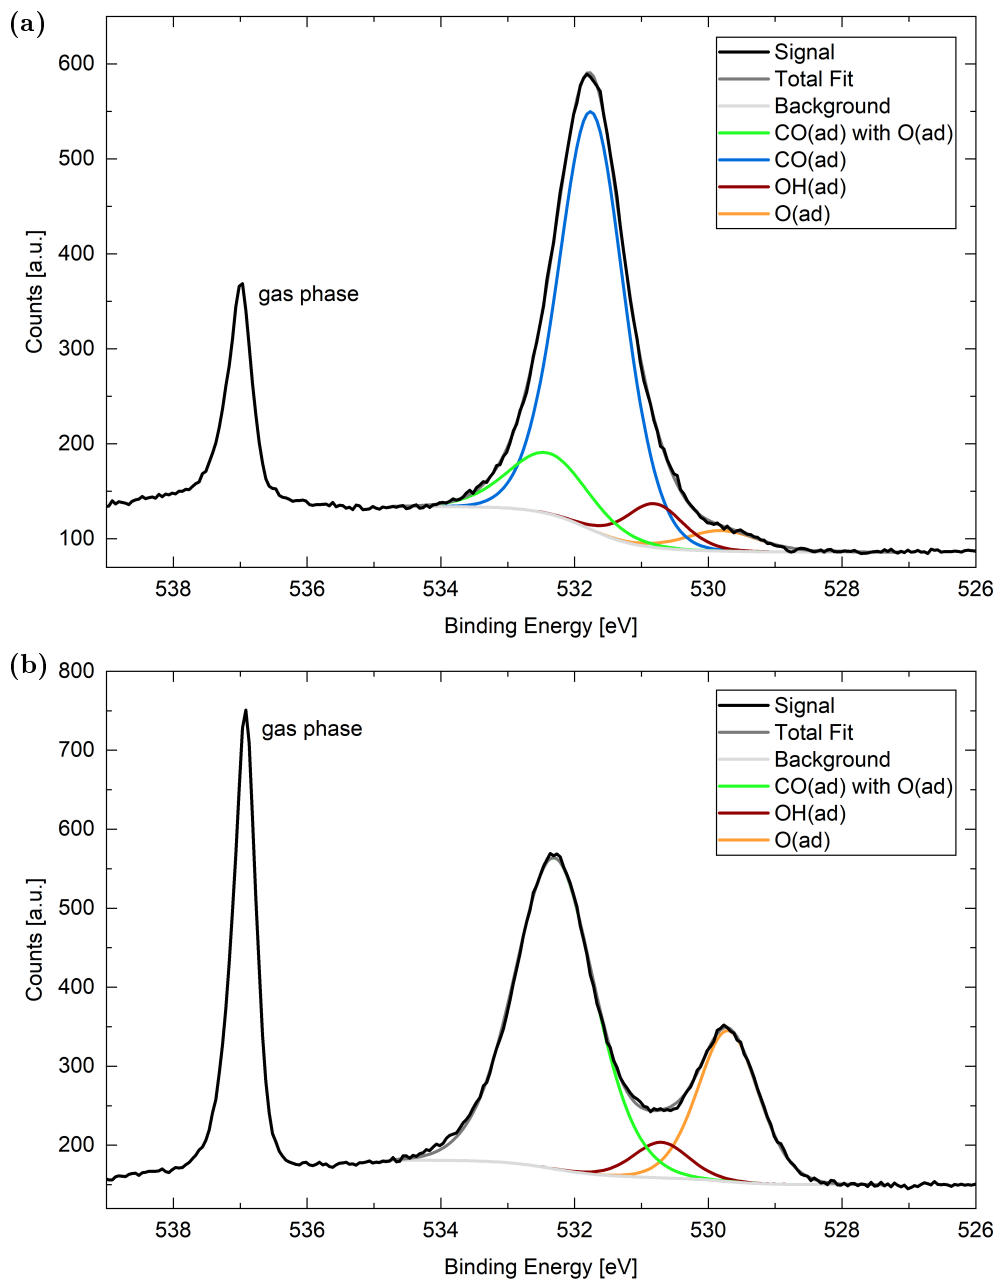 (a)
600
500
400
300
200
100
Counts [a.u.]
gas phase
Signal
Total Fit
Background
CO(ad) with O(ad)
CO(ad)
OH(ad)
O(ad)
538 536 534 532 530 528 526
Binding Energy [eV]
(b)
800
700
600
500
400
300
200
Counts [a.u.]
gas phase
Signal
Total Fit
Background
CO(ad) with O(ad)
OH(ad)
O(ad)
538 536 534 532 530 528 526
Binding Energy [eV]